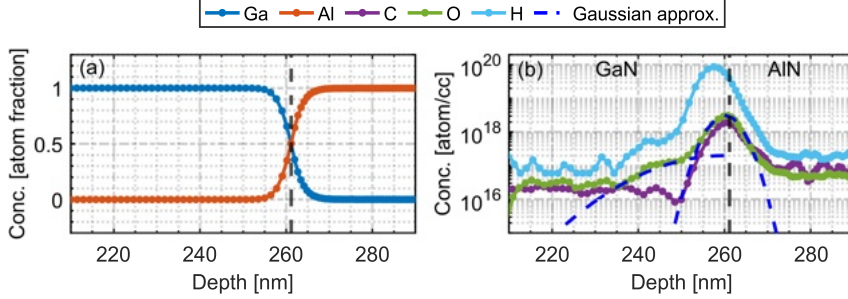 Ga Al C O H Gaussian approx.
(a)
Conc. [atom fraction]
1
0.5
0
220 240 260 280
Depth [nm]
(b) GaN AlN
Conc. [atom/cc]
10^20
10^18
10^16
220 240 260 280
Depth [nm]